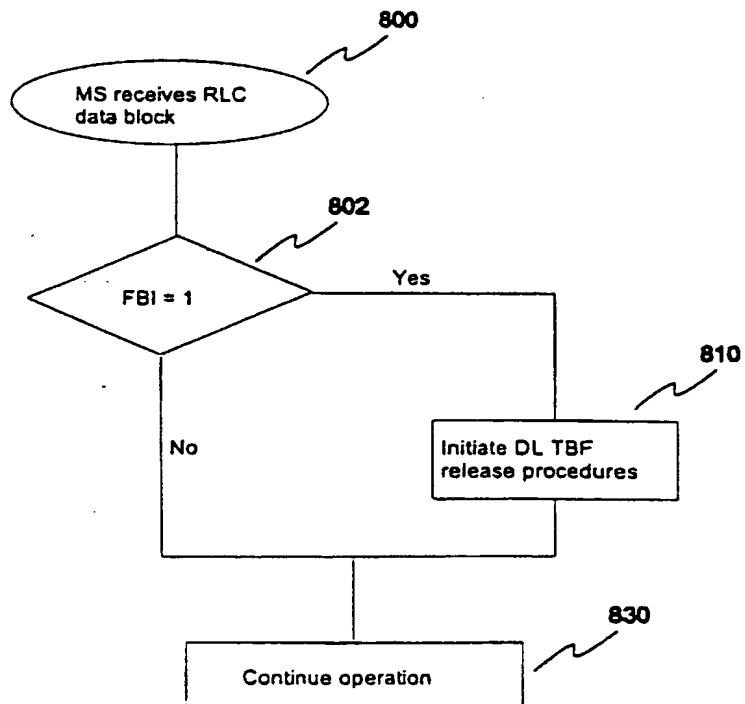 800
MS receives RLC
data block
802
FBI = 1
Yes
810
No
Initiate DL TBF
release procedures
830
Continue operation